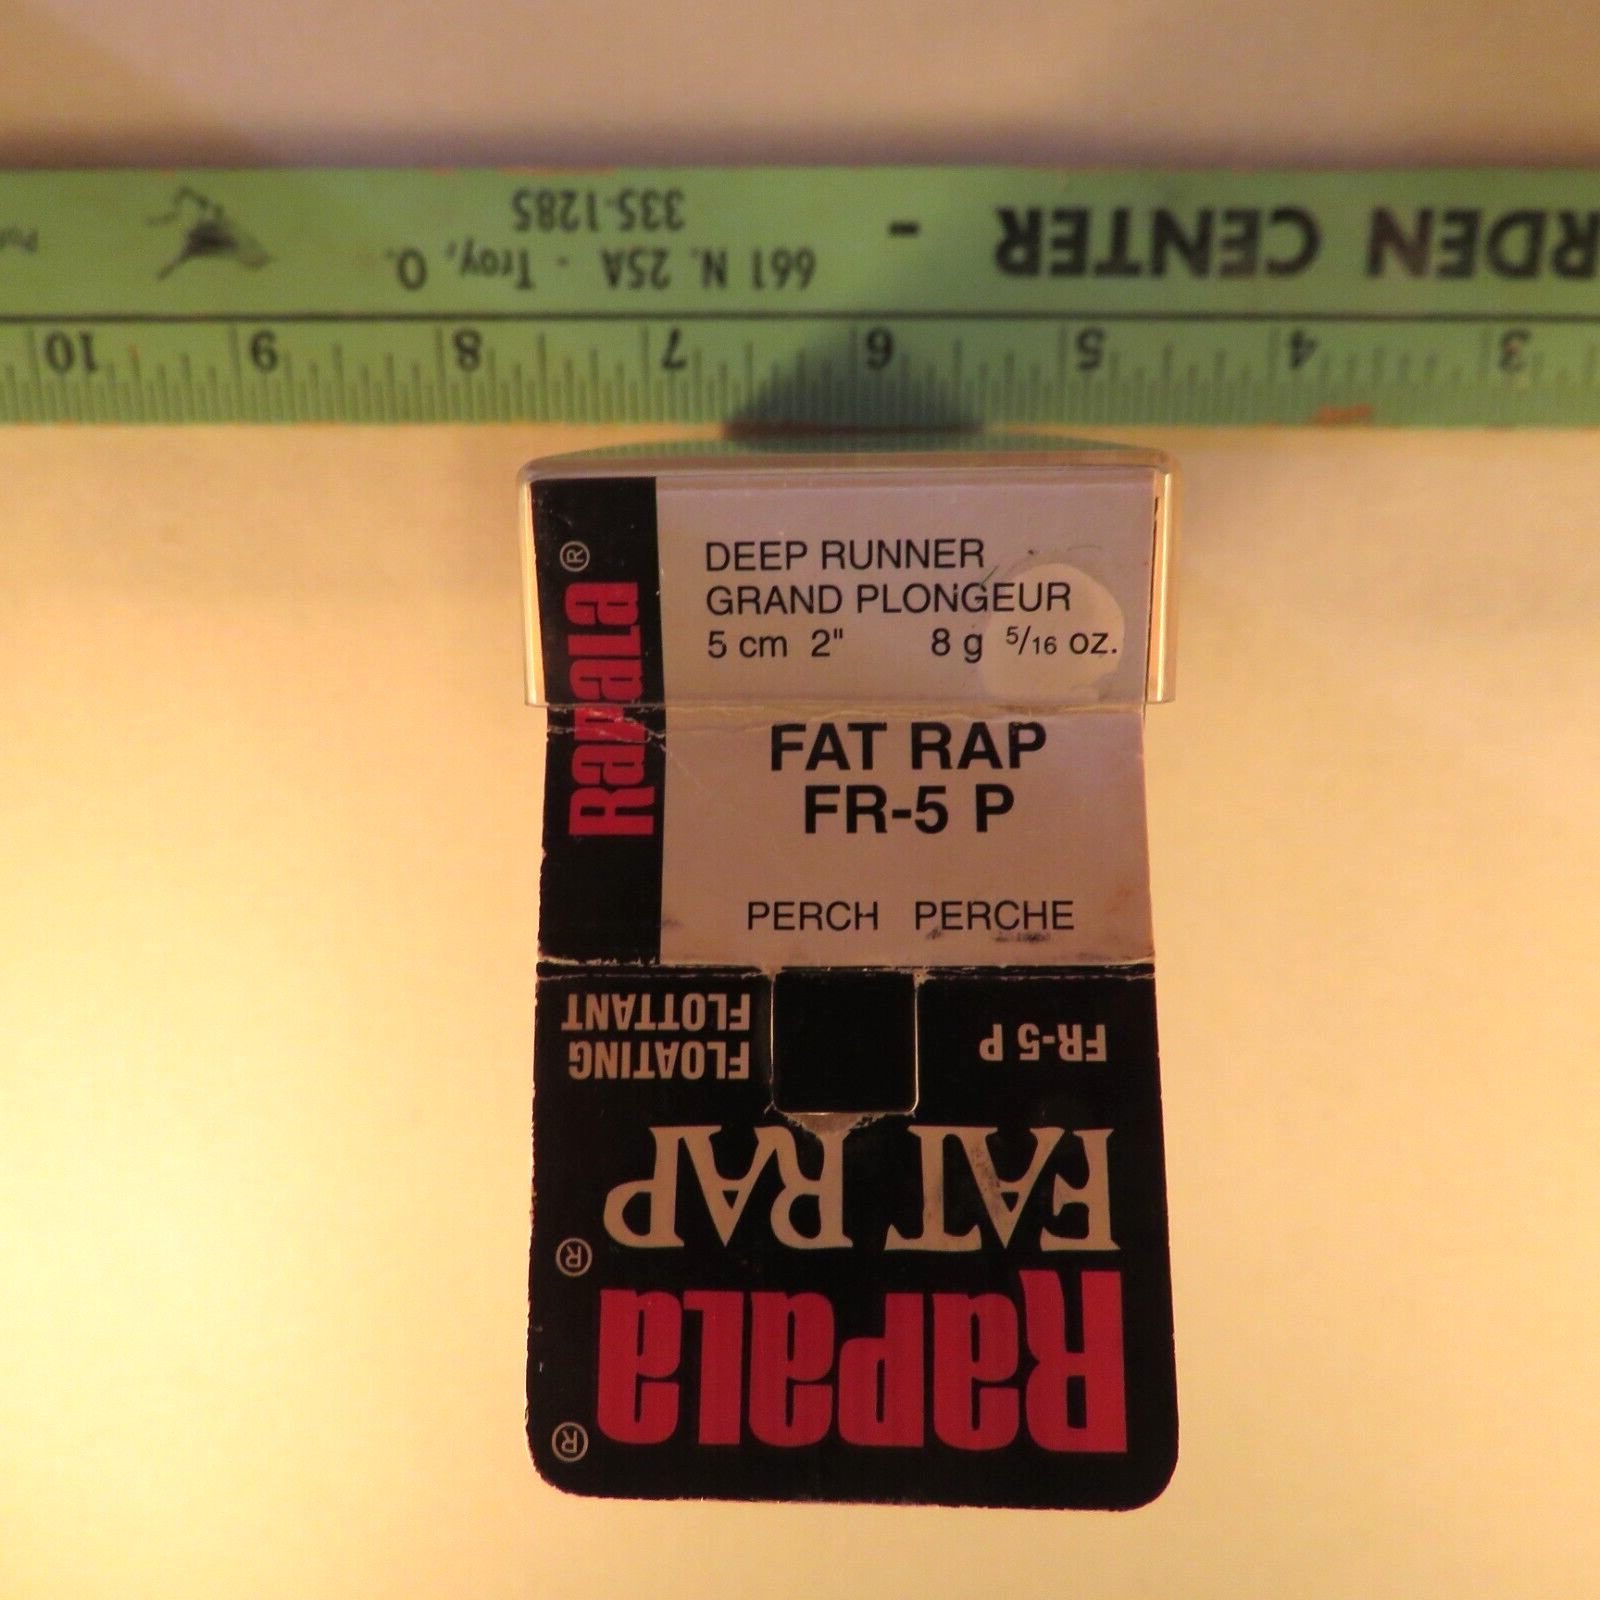 RDEN CENTER -
661 N. 25A - Troy, O.
335-1285
3 4 5 6 7 8 9 10
Rapala®
DEEP RUNNER
GRAND PLONGEUR
5 cm 2" 8 g 5/16 oz.
FAT RAP
FR-5 P
PERCH PERCHE
Rapala®
FAT RAP®
FR-5 P
FLOATING
FLOTTANT